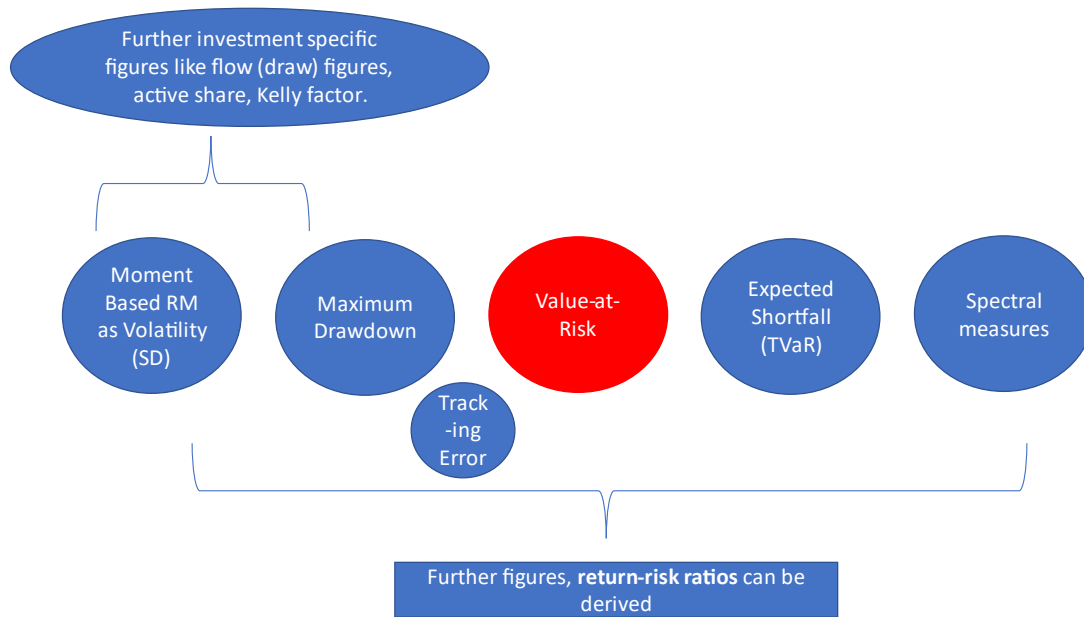 Further investment specific
figures like flow (draw) figures,
active share, Kelly factor.
Moment
Based RM
as Volatility
(SD)
Maximum
Drawdown
Value-at-
Risk
Expected
Shortfall
(TVaR)
Spectral
measures
Track
-ing
Error
Further figures, return-risk ratios can be
derived